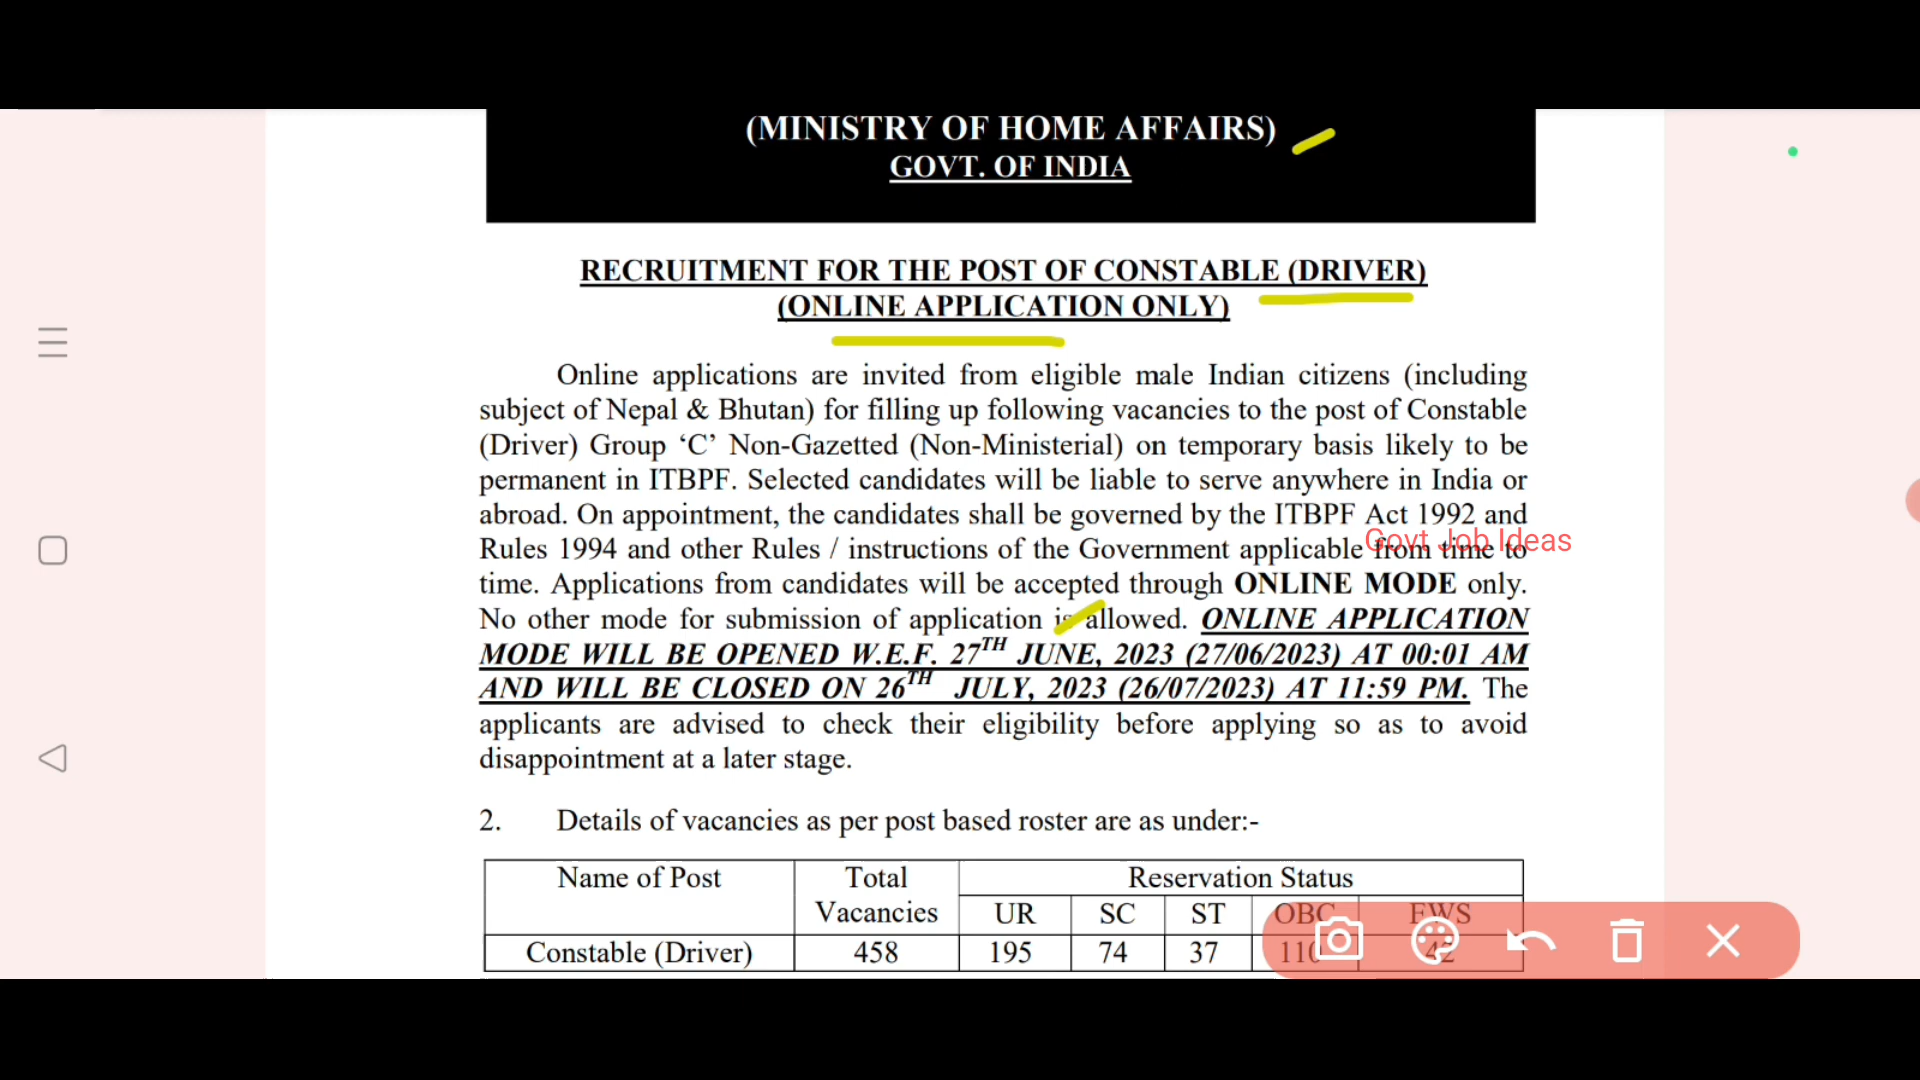 (MINISTRY OF HOME AFFAIRS)
GOVT. OF INDIA
RECRUITMENT FOR THE POST OF CONSTABLE (DRIVER)
(ONLINE APPLICATION ONLY)
Online applications are invited from eligible male Indian citizens (including
subject of Nepal & Bhutan) for filling up following vacancies to the post of Constable
(Driver) Group ‘C’ Non-Gazetted (Non-Ministerial) on temporary basis likely to be
permanent in ITBPF. Selected candidates will be liable to serve anywhere in India or
abroad. On appointment, the candidates shall be governed by the ITBPF Act 1992 and
Rules 1994 and other Rules / instructions of the Government applicable from time to
Govt Job Ideas
time. Applications from candidates will be accepted through ONLINE MODE only.
No other mode for submission of application is allowed. ONLINE APPLICATION
MODE WILL BE OPENED W.E.F. 27TH JUNE, 2023 (27/06/2023) AT 00:01 AM
AND WILL BE CLOSED ON 26TH JULY, 2023 (26/07/2023) AT 11:59 PM. The
applicants are advised to check their eligibility before applying so as to avoid
disappointment at a later stage.
2. Details of vacancies as per post based roster are as under:-
Name of Post Total Vacancies Reservation Status
UR SC ST OBC EWS
Constable (Driver) 458 195 74 37 110 42